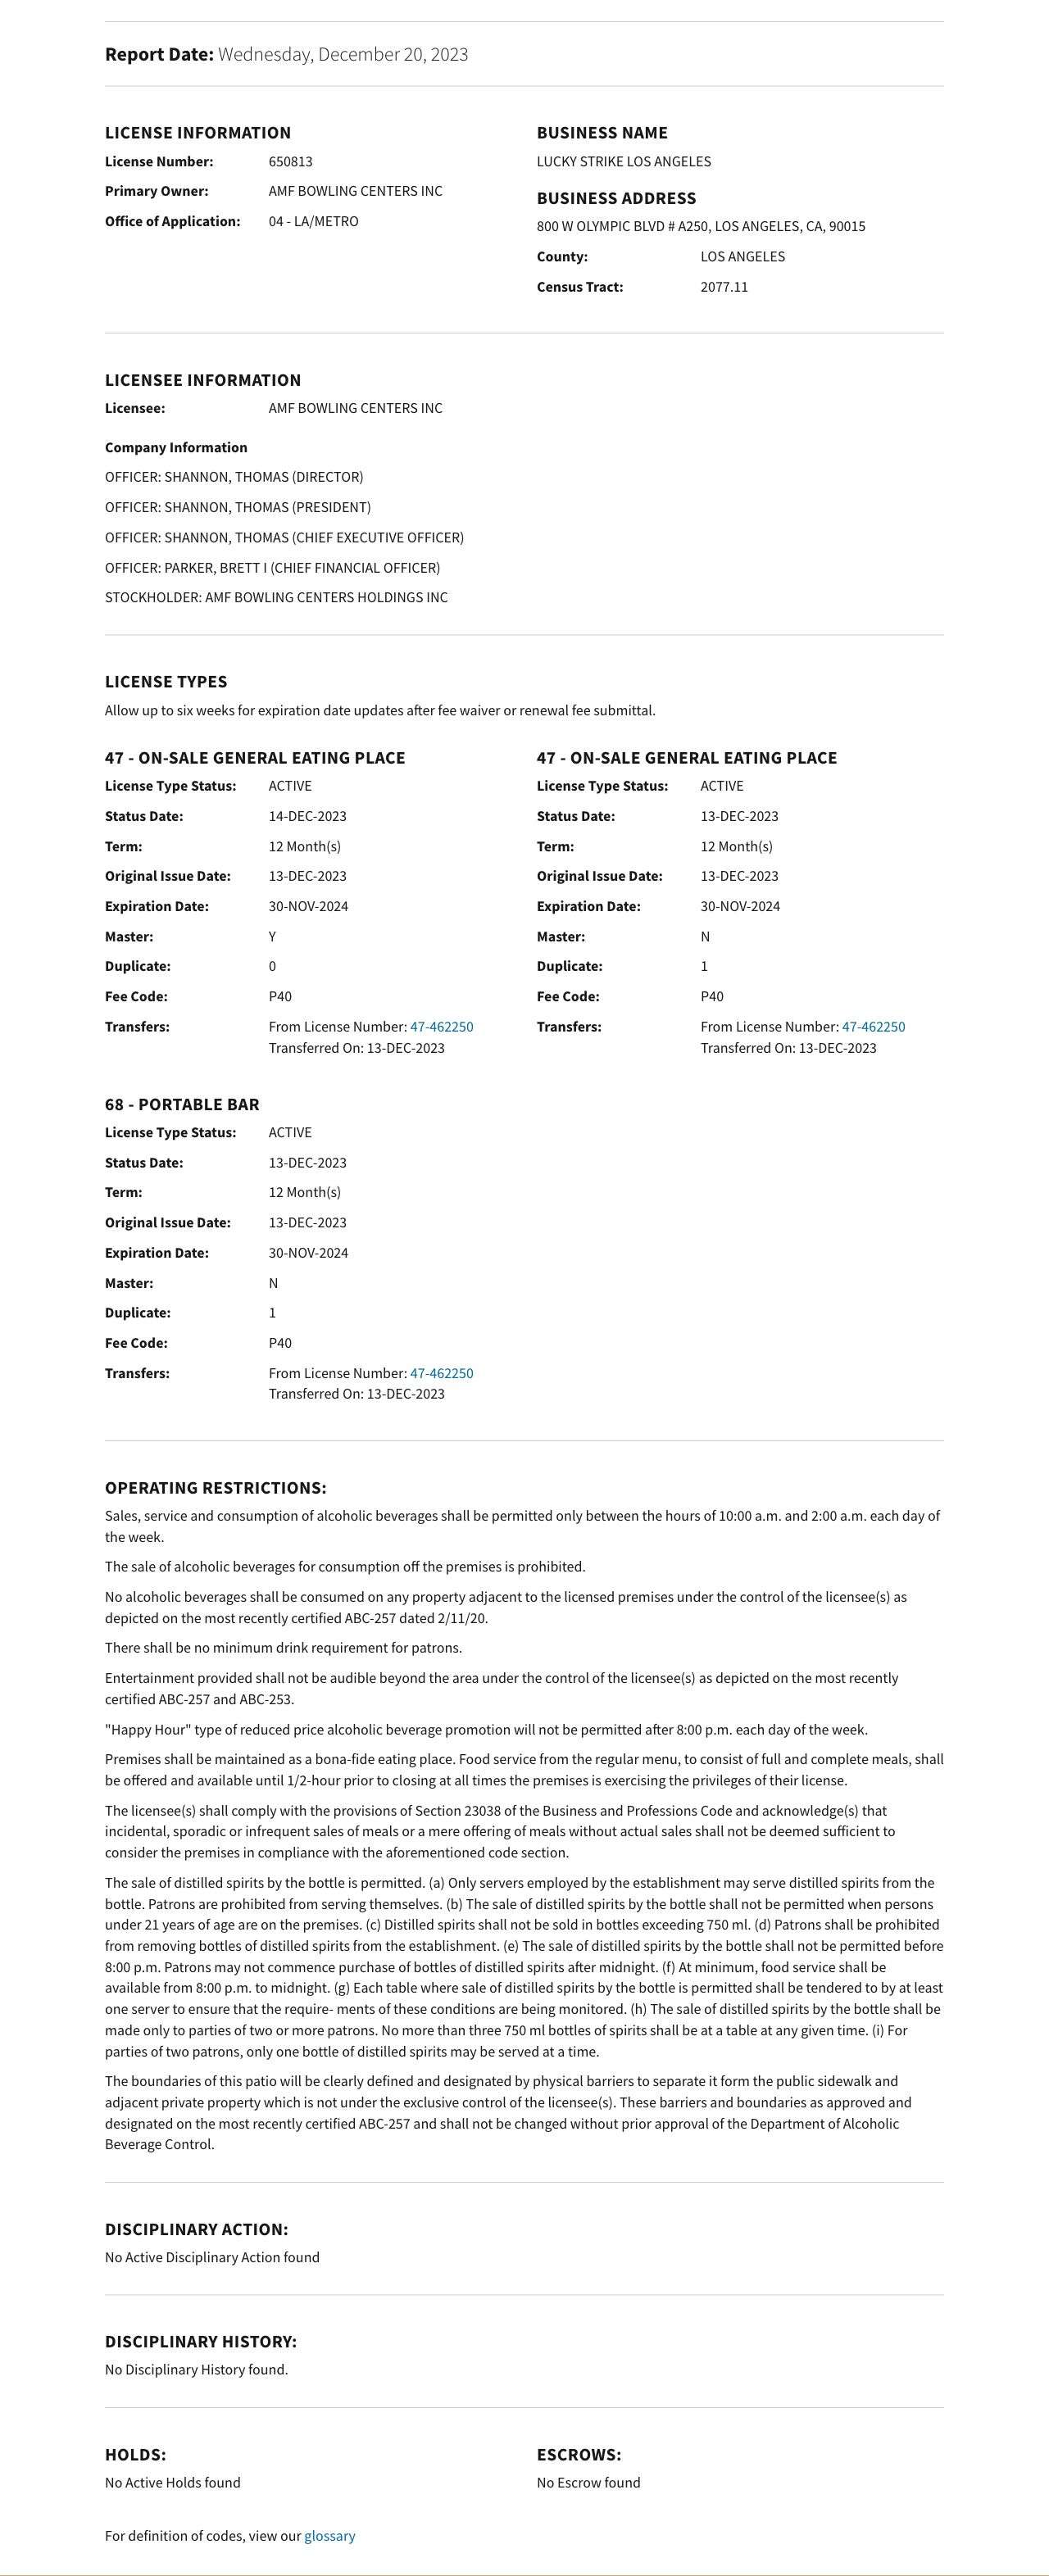 Report Date: Wednesday, December 20, 2023
LICENSE INFORMATION
License Number: 650813
Primary Owner: AMF BOWLING CENTERS INC
Office of Application: 04 - LA/METRO
BUSINESS NAME
LUCKY STRIKE LOS ANGELES
BUSINESS ADDRESS
800 W OLYMPIC BLVD # A250, LOS ANGELES, CA, 90015
County: LOS ANGELES
Census Tract: 2077.11
LICENSEE INFORMATION
Licensee: AMF BOWLING CENTERS INC
Company Information
OFFICER: SHANNON, THOMAS (DIRECTOR)
OFFICER: SHANNON, THOMAS (PRESIDENT)
OFFICER: SHANNON, THOMAS (CHIEF EXECUTIVE OFFICER)
OFFICER: PARKER, BRETT I (CHIEF FINANCIAL OFFICER)
STOCKHOLDER: AMF BOWLING CENTERS HOLDINGS INC
LICENSE TYPES
Allow up to six weeks for expiration date updates after fee waiver or renewal fee submittal.
47 - ON-SALE GENERAL EATING PLACE
License Type Status: ACTIVE
Status Date: 14-DEC-2023
Term: 12 Month(s)
Original Issue Date: 13-DEC-2023
Expiration Date: 30-NOV-2024
Master: Y
Duplicate: 0
Fee Code: P40
Transfers: From License Number: 47-462250
Transferred On: 13-DEC-2023
47 - ON-SALE GENERAL EATING PLACE
License Type Status: ACTIVE
Status Date: 13-DEC-2023
Term: 12 Month(s)
Original Issue Date: 13-DEC-2023
Expiration Date: 30-NOV-2024
Master: N
Duplicate: 1
Fee Code: P40
Transfers: From License Number: 47-462250
Transferred On: 13-DEC-2023
68 - PORTABLE BAR
License Type Status: ACTIVE
Status Date: 13-DEC-2023
Term: 12 Month(s)
Original Issue Date: 13-DEC-2023
Expiration Date: 30-NOV-2024
Master: N
Duplicate: 1
Fee Code: P40
Transfers: From License Number: 47-462250
Transferred On: 13-DEC-2023
OPERATING RESTRICTIONS:
Sales, service and consumption of alcoholic beverages shall be permitted only between the hours of 10:00 a.m. and 2:00 a.m. each day of
the week.
The sale of alcoholic beverages for consumption off the premises is prohibited.
No alcoholic beverages shall be consumed on any property adjacent to the licensed premises under the control of the licensee(s) as
depicted on the most recently certified ABC-257 dated 2/11/20.
There shall be no minimum drink requirement for patrons.
Entertainment provided shall not be audible beyond the area under the control of the licensee(s) as depicted on the most recently
certified ABC-257 and ABC-253.
"Happy Hour" type of reduced price alcoholic beverage promotion will not be permitted after 8:00 p.m. each day of the week.
Premises shall be maintained as a bona-fide eating place. Food service from the regular menu, to consist of full and complete meals, shall
be offered and available until 1/2-hour prior to closing at all times the premises is exercising the privileges of their license.
The licensee(s) shall comply with the provisions of Section 23038 of the Business and Professions Code and acknowledge(s) that
incidental, sporadic or infrequent sales of meals or a mere offering of meals without actual sales shall not be deemed sufficient to
consider the premises in compliance with the aforementioned code section.
The sale of distilled spirits by the bottle is permitted. (a) Only servers employed by the establishment may serve distilled spirits from the
bottle. Patrons are prohibited from serving themselves. (b) The sale of distilled spirits by the bottle shall not be permitted when persons
under 21 years of age are on the premises. (c) Distilled spirits shall not be sold in bottles exceeding 750 ml. (d) Patrons shall be prohibited
from removing bottles of distilled spirits from the establishment. (e) The sale of distilled spirits by the bottle shall not be permitted before
8:00 p.m. Patrons may not commence purchase of bottles of distilled spirits after midnight. (f) At minimum, food service shall be
available from 8:00 p.m. to midnight. (g) Each table where sale of distilled spirits by the bottle is permitted shall be tendered to by at least
one server to ensure that the require- ments of these conditions are being monitored. (h) The sale of distilled spirits by the bottle shall be
made only to parties of two or more patrons. No more than three 750 ml bottles of spirits shall be at a table at any given time. (i) For
parties of two patrons, only one bottle of distilled spirits may be served at a time.
The boundaries of this patio will be clearly defined and designated by physical barriers to separate it form the public sidewalk and
adjacent private property which is not under the exclusive control of the licensee(s). These barriers and boundaries as approved and
designated on the most recently certified ABC-257 and shall not be changed without prior approval of the Department of Alcoholic
Beverage Control.
DISCIPLINARY ACTION:
No Active Disciplinary Action found
DISCIPLINARY HISTORY:
No Disciplinary History found.
HOLDS:
No Active Holds found
ESCROWS:
No Escrow found
For definition of codes, view our glossary